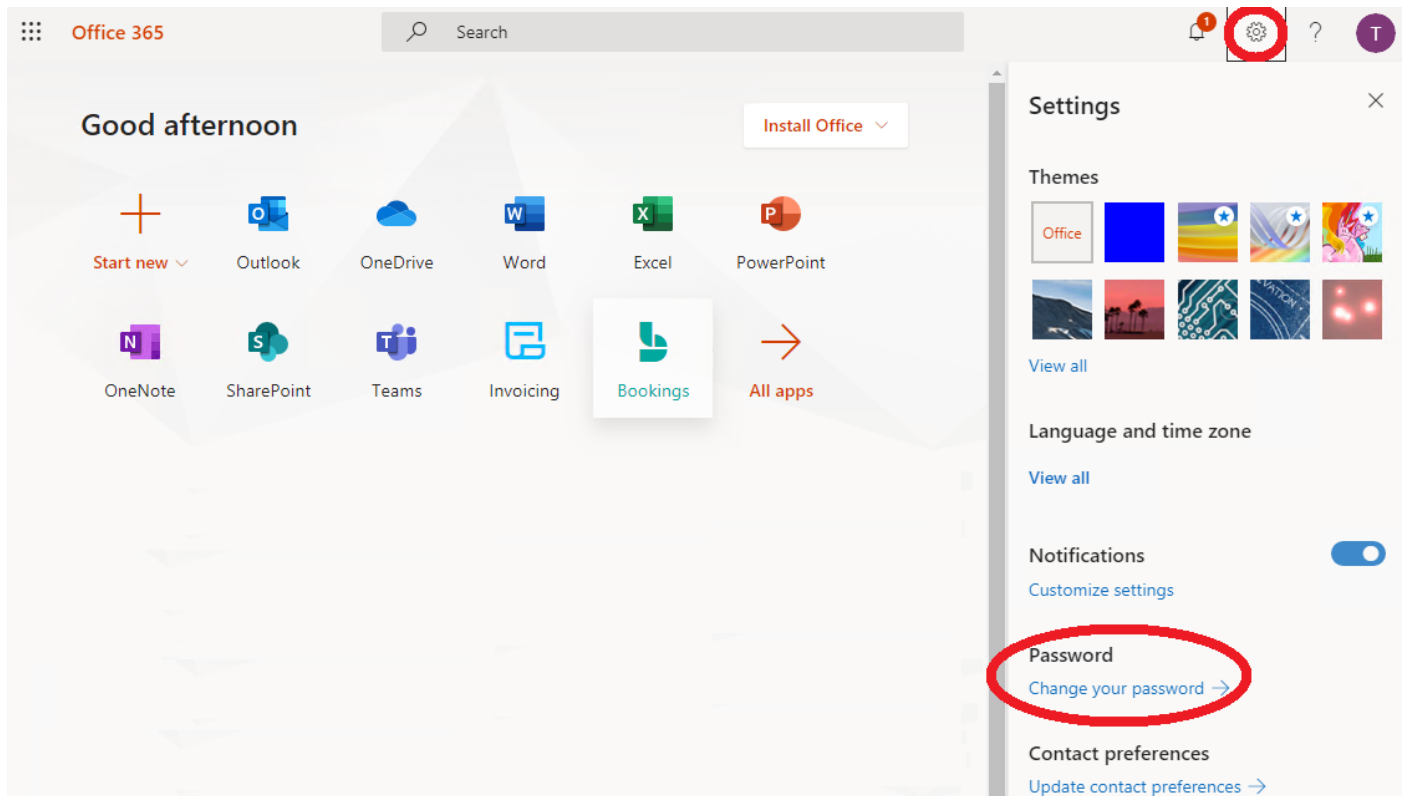 Office 365
Search
1
?
T
Good afternoon
Install Office
Start new
Outlook
OneDrive
Word
Excel
PowerPoint
OneNote
SharePoint
Teams
Invoicing
Bookings
All apps
Settings
Themes
Office
View all
Language and time zone
View all
Notifications
Customize settings
Password
Change your password
Contact preferences
Update contact preferences